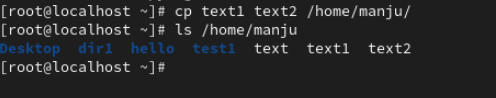 [root@localhost ~]# cp text1 text2 /home/manju/
[root@localhost ~]# ls /home/manju
Desktop  dir1  hello  test1  text  text1  text2
[root@localhost ~]#